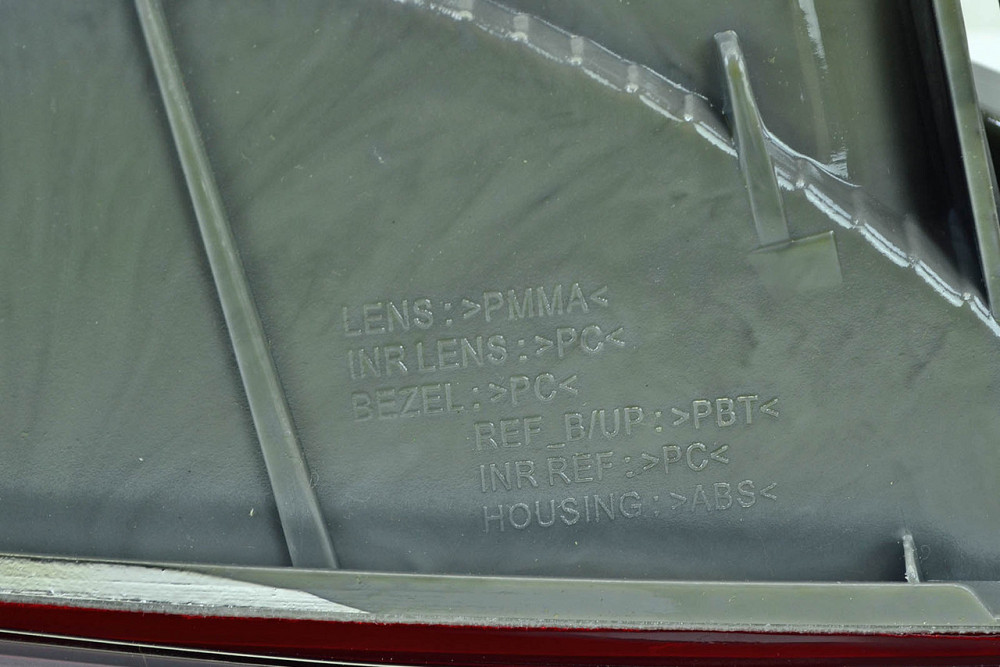 LENS:>PMMA<
INR LENS:>PC<
BEZEL:>PC<
REF_B/UP:>PBT<
INR REF:>PC<
HOUSING:>ABS<